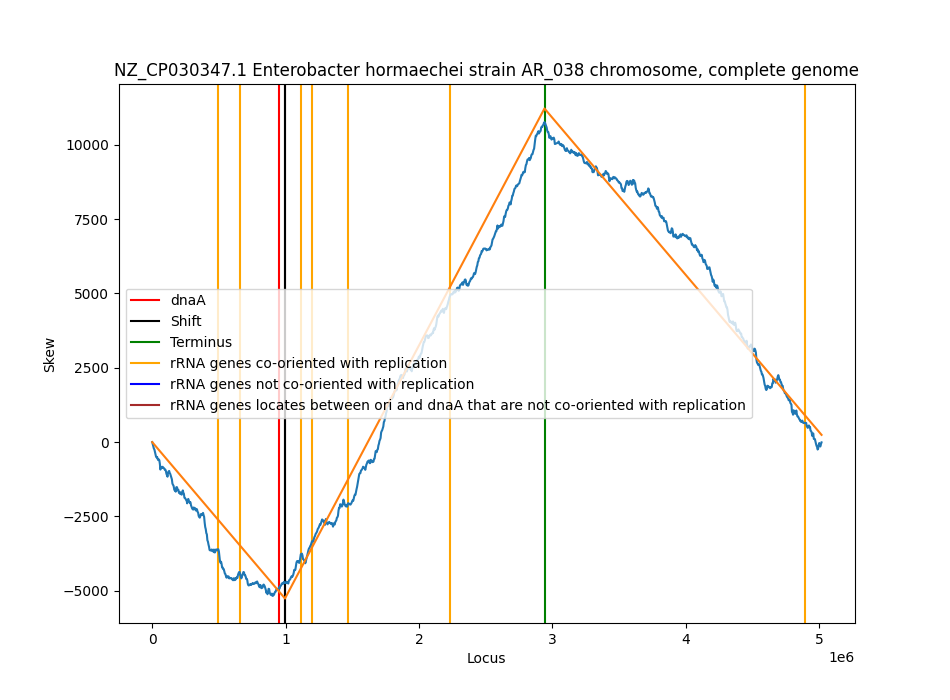 NZ_CP030347.1 Enterobacter hormaechei strain AR_038 chromosome, complete genome
10000
7500
5000
2500
0
−2500
−5000
Skew
dnaA
Shift
Terminus
rRNA genes co-oriented with replication
rRNA genes not co-oriented with replication
rRNA genes locates between ori and dnaA that are not co-oriented with replication
0 1 2 3 4 5
1e6
Locus